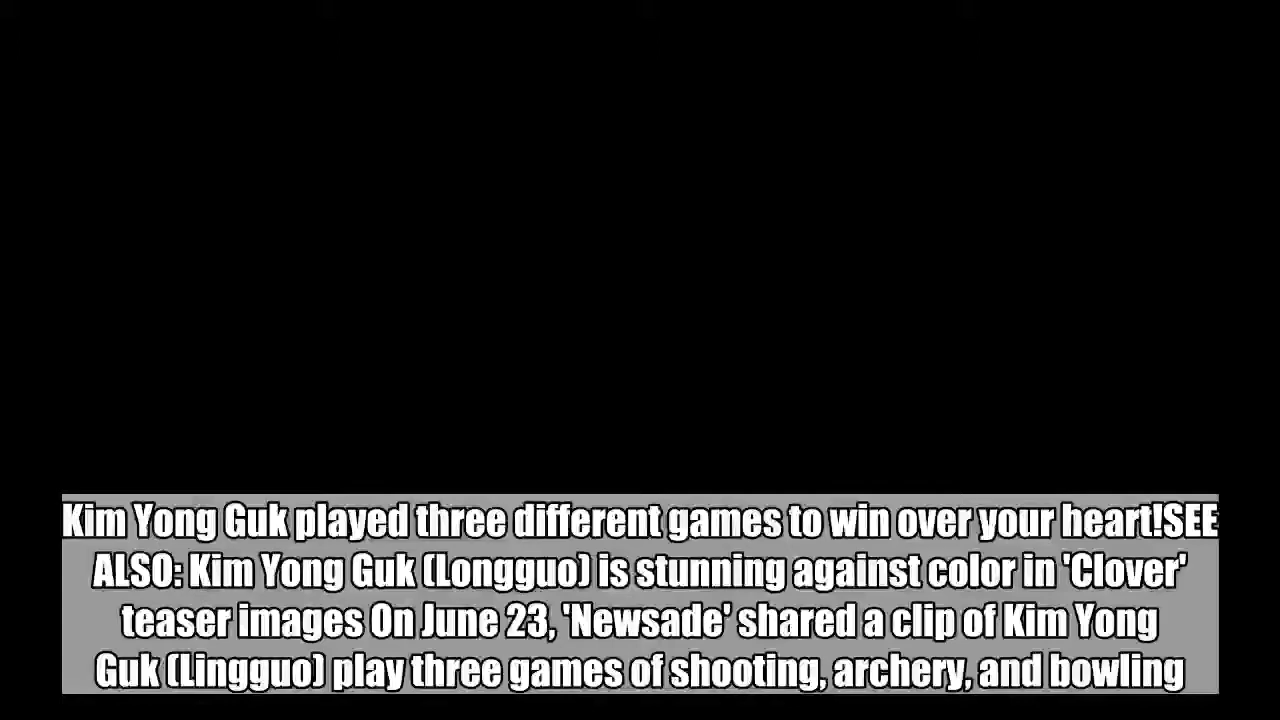 Kim Yong Guk played three different games to win over your heart!SEE
ALSO: Kim Yong Guk (Longguo) is stunning against color in 'Clover'
teaser images On June 23, 'Newsade' shared a clip of Kim Yong
Guk (Lingguo) play three games of shooting, archery, and bowling